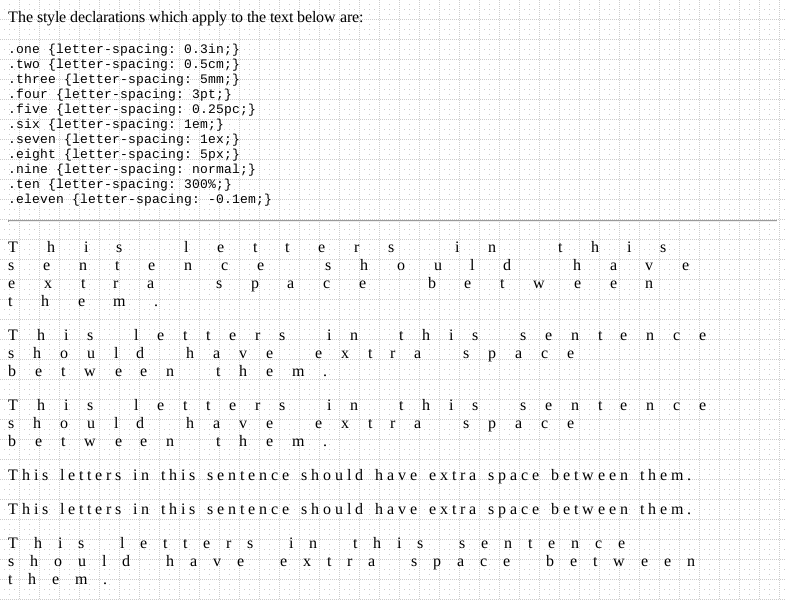 The style declarations which apply to the text below are:
.one {letter-spacing: 0.3in;}
.two {letter-spacing: 0.5cm;}
.three {letter-spacing: 5mm;}
.four {letter-spacing: 3pt;}
.five {letter-spacing: 0.25pc;}
.six {letter-spacing: 1em;}
.seven {letter-spacing: 1ex;}
.eight {letter-spacing: 5px;}
.nine {letter-spacing: normal;}
.ten {letter-spacing: 300%;}
.eleven {letter-spacing: -0.1em;}
This letters in this
sentence should have
extra space between
them.
This letters in this sentence
should have extra space
between them.
This letters in this sentence
should have extra space
between them.
This letters in this sentence should have extra space between them.
This letters in this sentence should have extra space between them.
This letters in this sentence
should have extra space between
them.